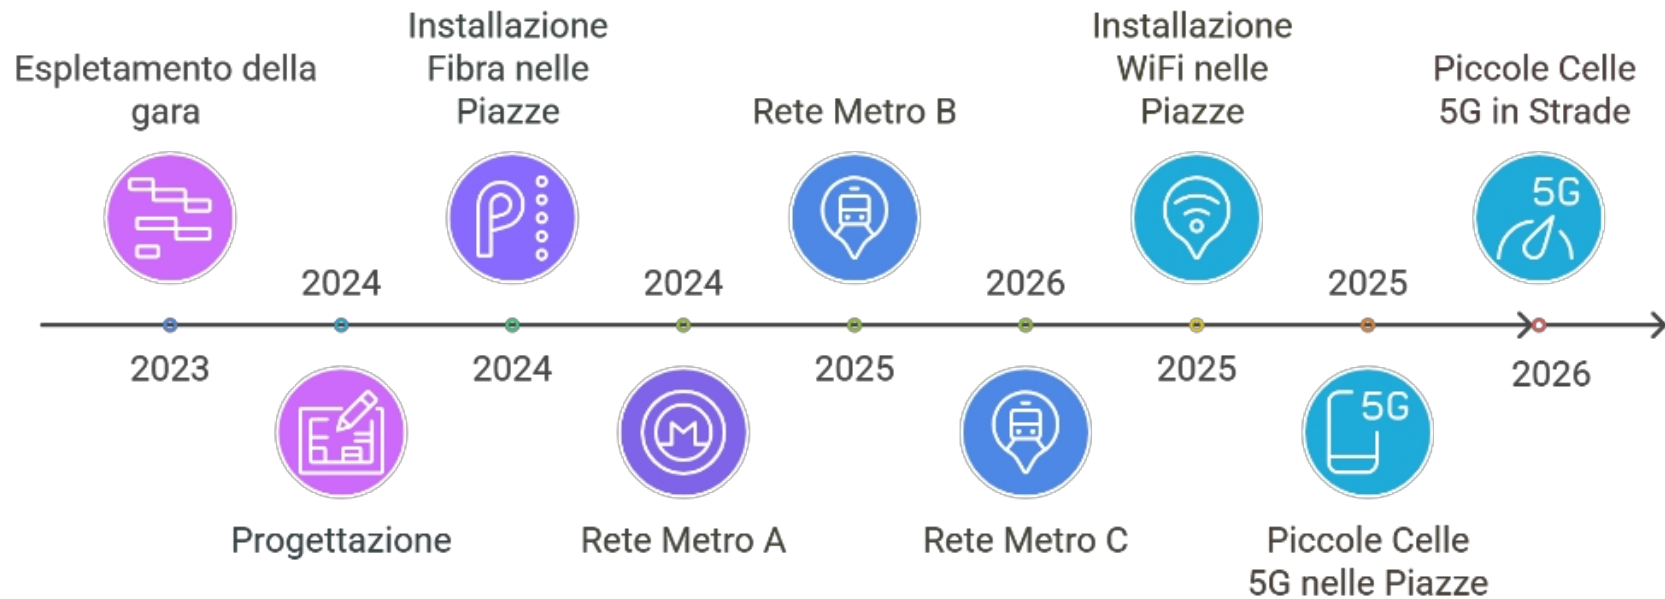 Espletamento della
gara
2023
2024
Progettazione
Installazione
Fibra nelle
Piazze
2024
2024
Rete Metro A
Rete Metro B
2025
2026
Rete Metro C
Installazione
WiFi nelle
Piazze
2025
2025
5G
Piccole Celle
5G nelle Piazze
Piccole Celle
5G in Strade
5G
2026